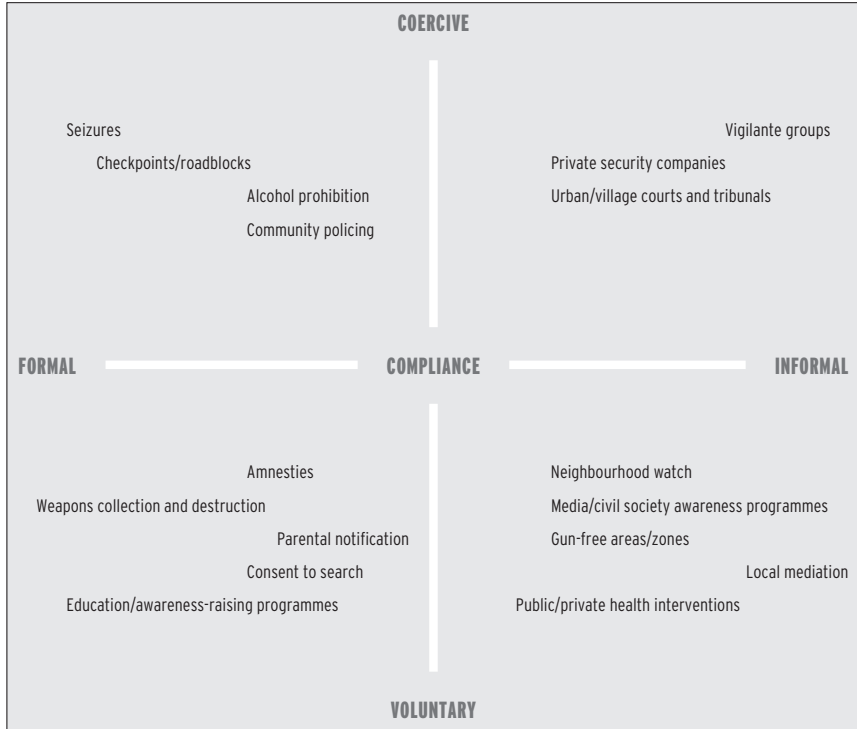 COERCIVE
Seizures
Checkpoints/roadblocks
Alcohol prohibition
Community policing
Vigilante groups
Private security companies
Urban/village courts and tribunals
FORMAL
COMPLIANCE
INFORMAL
Amnesties
Weapons collection and destruction
Parental notification
Consent to search
Education/awareness-raising programmes
Neighbourhood watch
Media/civil society awareness programmes
Gun-free areas/zones
Local mediation
Public/private health interventions
VOLUNTARY